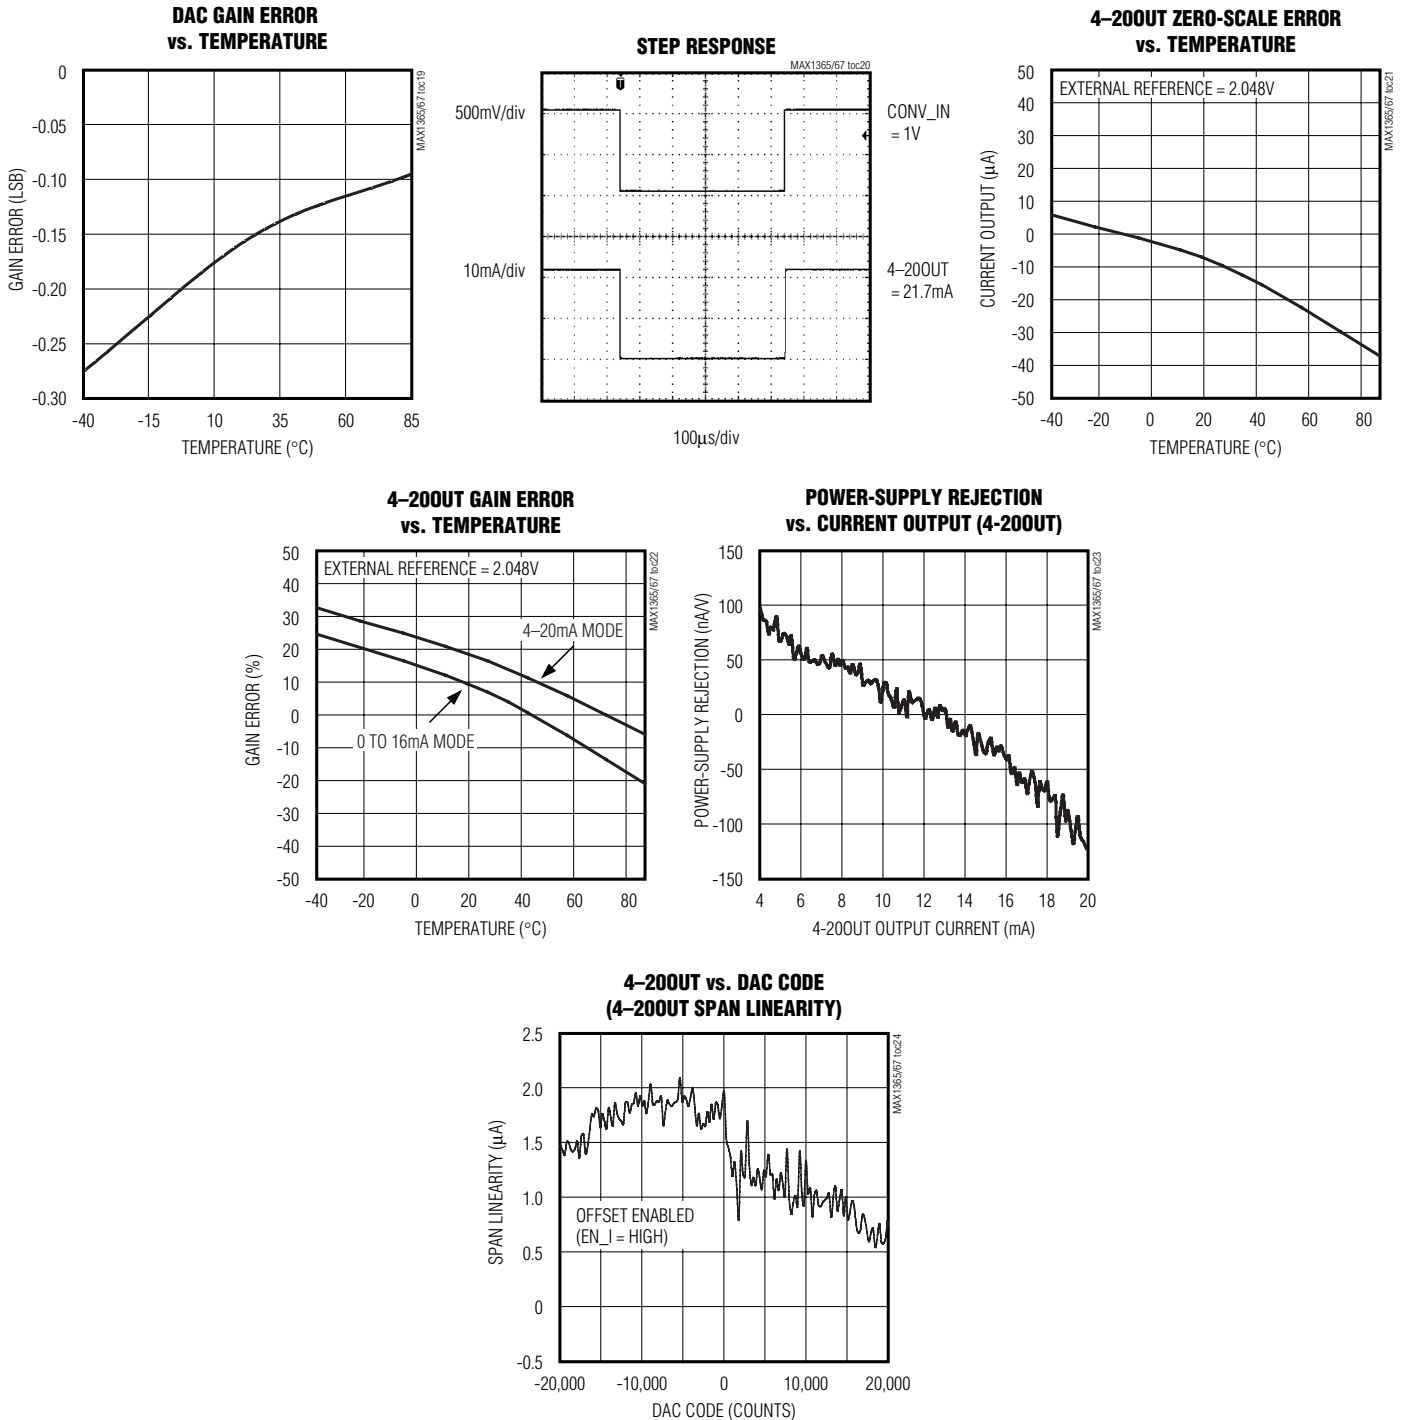 DAC GAIN ERROR
vs. TEMPERATURE
0
-0.05
-0.10
-0.15
-0.20
-0.25
-0.30
GAIN ERROR (LSB)
-40
-15
10
35
60
85
TEMPERATURE (°C)
MAX1365/67 toc19
STEP RESPONSE
MAX1365/67 toc20
500mV/div
CONV_IN
= 1V
10mA/div
4–20OUT
= 21.7mA
100µs/div
4–20OUT ZERO-SCALE ERROR
vs. TEMPERATURE
EXTERNAL REFERENCE = 2.048V
50
40
30
20
10
0
-10
-20
-30
-40
-50
CURRENT OUTPUT (µA)
-40
-20
0
20
40
60
80
TEMPERATURE (°C)
MAX1365/67 toc21
4–20OUT GAIN ERROR
vs. TEMPERATURE
EXTERNAL REFERENCE = 2.048V
4–20mA MODE
0 TO 16mA MODE
50
40
30
20
10
0
-10
-20
-30
-40
-50
GAIN ERROR (%)
-40
-20
0
20
40
60
80
TEMPERATURE (°C)
MAX1365/67 toc22
POWER-SUPPLY REJECTION
vs. CURRENT OUTPUT (4-20OUT)
150
100
50
0
-50
-100
-150
POWER-SUPPLY REJECTION (nA/V)
4
6
8
10
12
14
16
18
20
4-20OUT OUTPUT CURRENT (mA)
MAX1365/67 toc23
4–20OUT vs. DAC CODE
(4–20OUT SPAN LINEARITY)
2.5
2.0
1.5
1.0
0.5
0
-0.5
SPAN LINEARITY (µA)
OFFSET ENABLED
(EN_I = HIGH)
-20,000
-10,000
0
10,000
20,000
DAC CODE (COUNTS)
MAX1365/67 toc24